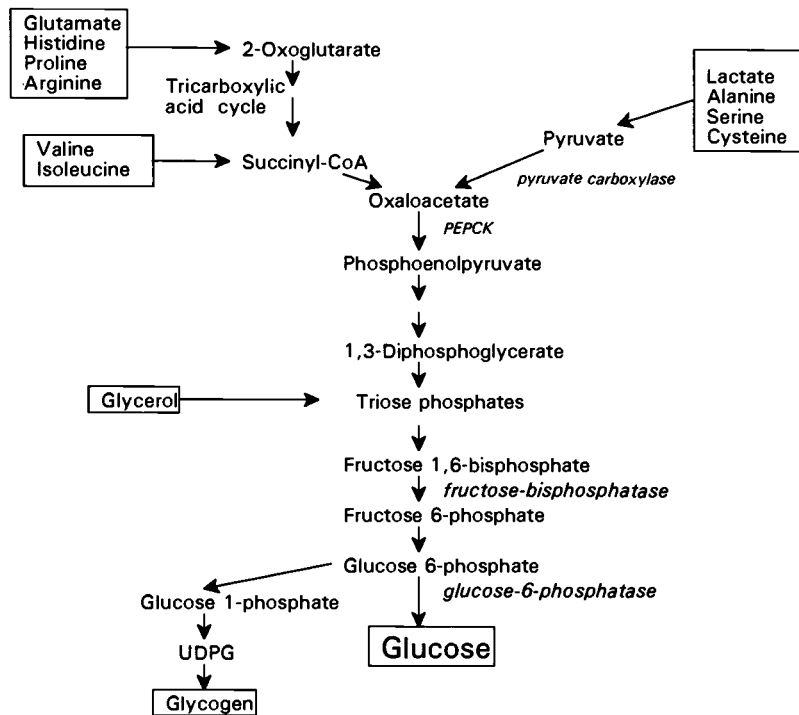 Glutamate
Histidine
Proline
Arginine
2-Oxoglutarate
Tricarboxylic
acid cycle
Lactate
Alanine
Serine
Cysteine
Valine
Isoleucine
Succinyl-CoA
Pyruvate
pyruvate carboxylase
Oxaloacetate
PEPCK
Phosphoenolpyruvate
1,3-Diphosphoglycerate
Glycerol
Triose phosphates
Fructose 1,6-bisphosphate
fructose-bisphosphatase
Fructose 6-phosphate
Glucose 6-phosphate
glucose-6-phosphatase
Glucose 1-phosphate
UDPG
Glucose
Glycogen